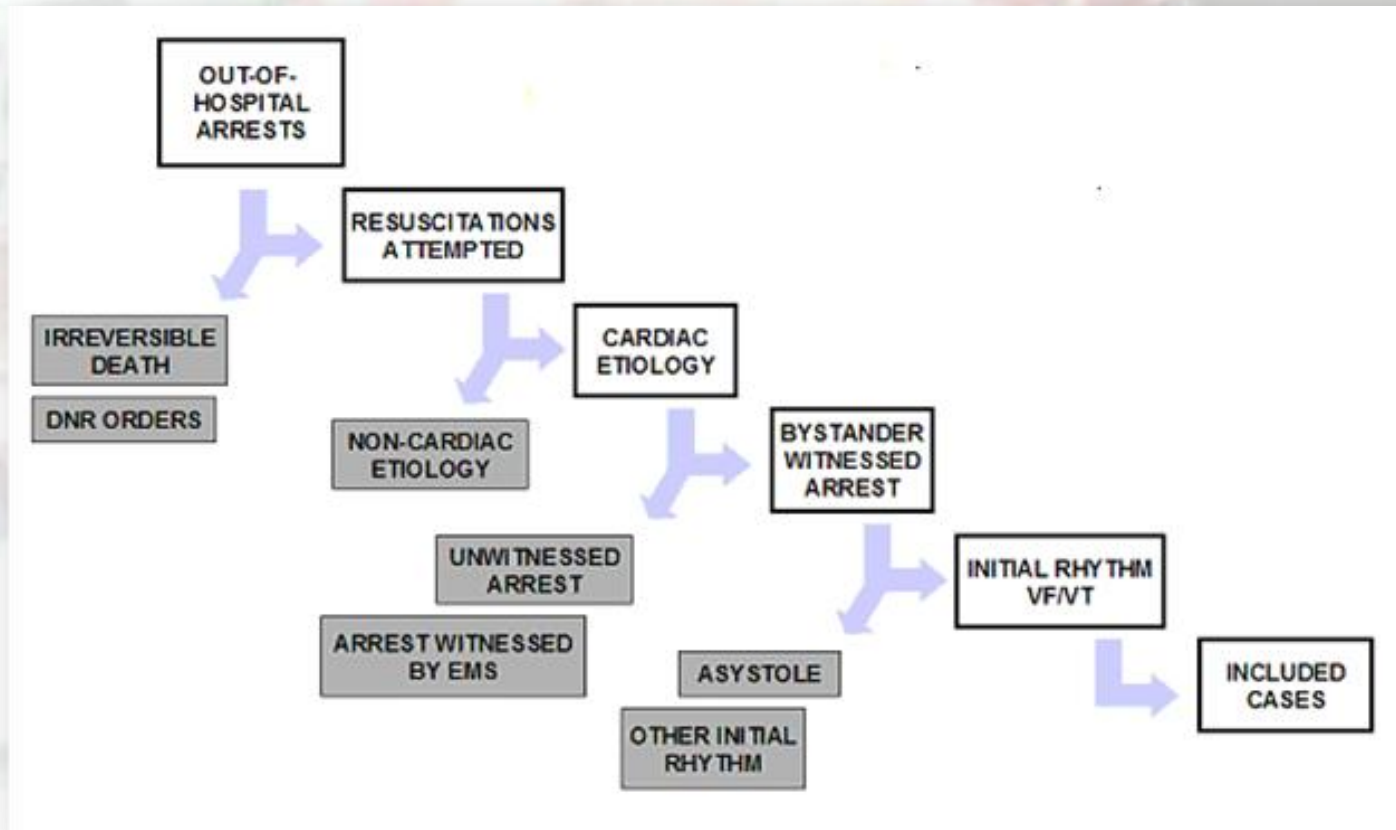 OUT-OF-
HOSPITAL
ARRESTS
RESUSCITATIONS
ATTEMPTED
IRREVERSIBLE
DEATH
DNR ORDERS
CARDIAC
ETIOLOGY
NON-CARDIAC
ETIOLOGY
BYSTANDER
WITNESSED
ARREST
UNWITNESSED
ARREST
ARREST WITNESSED
BY EMS
INITIAL RHYTHM
VF/VT
ASYSTOLE
OTHER INITIAL
RHYTHM
INCLUDED
CASES